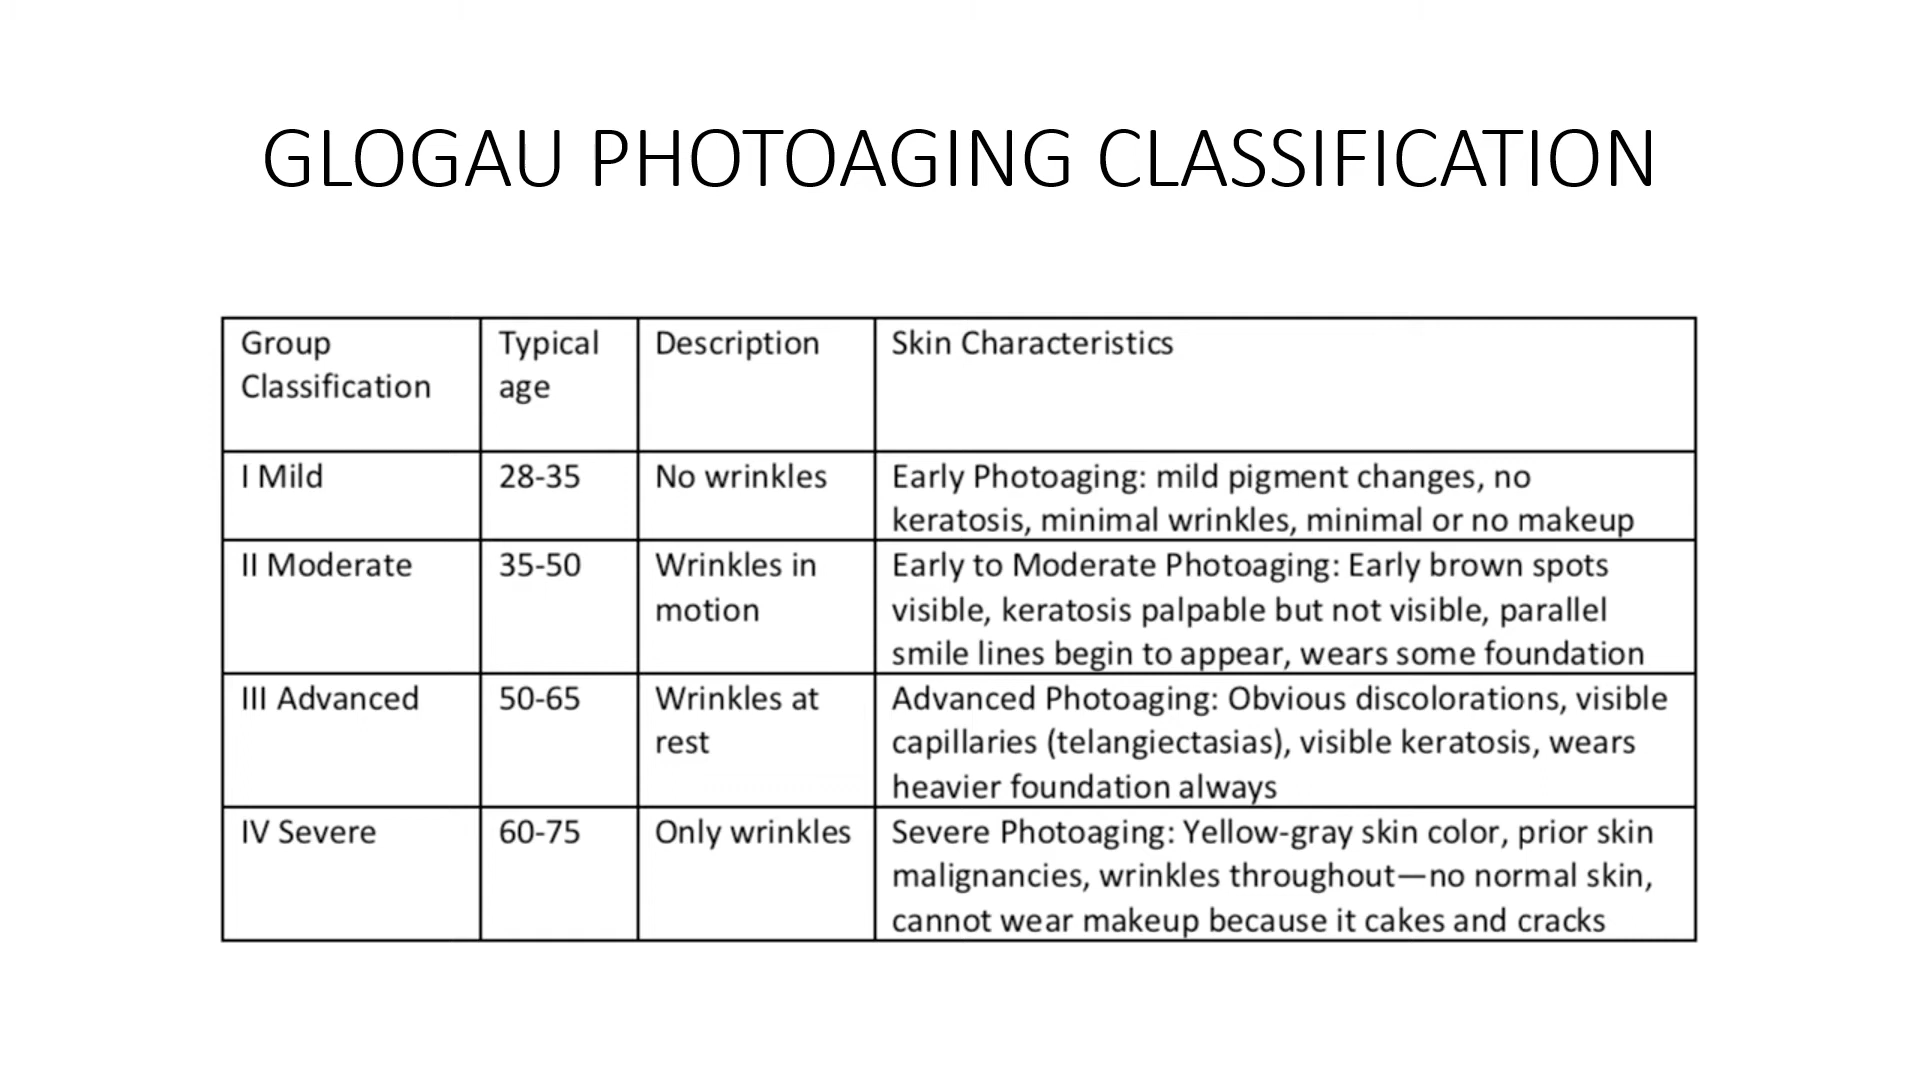 GLOGAU PHOTOAGING CLASSIFICATION
Group
Classification
Typical
age
Description
Skin Characteristics
I Mild
28-35
No wrinkles
Early Photoaging: mild pigment changes, no
keratosis, minimal wrinkles, minimal or no makeup
II Moderate
35-50
Wrinkles in
motion
Early to Moderate Photoaging: Early brown spots
visible, keratosis palpable but not visible, parallel
smile lines begin to appear, wears some foundation
III Advanced
50-65
Wrinkles at
rest
Advanced Photoaging: Obvious discolorations, visible
capillaries (telangiectasias), visible keratosis, wears
heavier foundation always
IV Severe
60-75
Only wrinkles
Severe Photoaging: Yellow-gray skin color, prior skin
malignancies, wrinkles throughout—no normal skin,
cannot wear makeup because it cakes and cracks